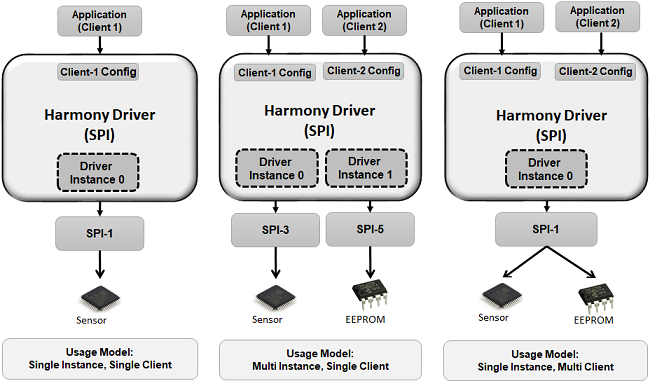 Application
(Client 1)
Client-1 Config
Harmony Driver
(SPI)
Driver
Instance 0
SPI-1
Sensor
Usage Model:
Single Instance, Single Client
Application
(Client 1)
Application
(Client 2)
Client-1 Config
Client-2 Config
Harmony Driver
(SPI)
Driver
Instance 0
Driver
Instance 1
SPI-3
SPI-5
Sensor
EEPROM
Usage Model:
Multi Instance, Single Client
Application
(Client 1)
Application
(Client 2)
Client-1 Config
Client-2 Config
Harmony Driver
(SPI)
Driver
Instance 0
SPI-1
Sensor
EEPROM
Usage Model:
Single Instance, Multi Client